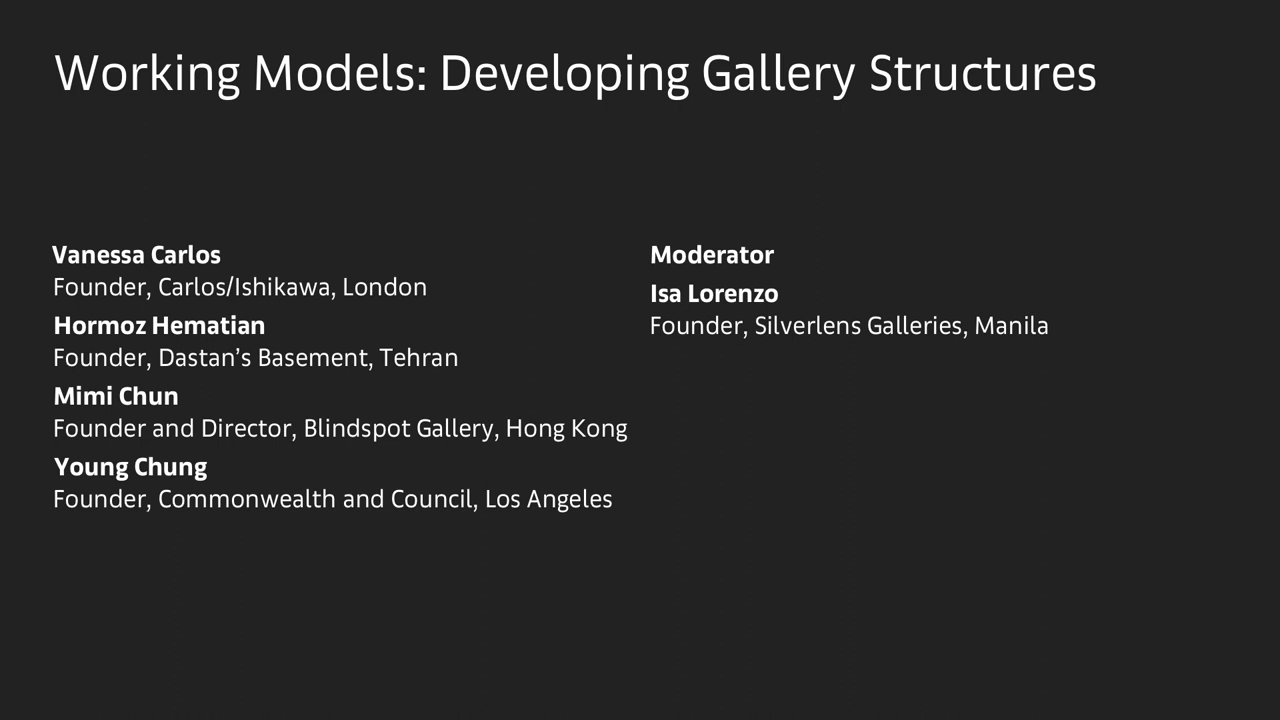 Working Models: Developing Gallery Structures
Vanessa Carlos
Founder, Carlos/Ishikawa, London
Hormoz Hematian
Founder, Dastan’s Basement, Tehran
Mimi Chun
Founder and Director, Blindspot Gallery, Hong Kong
Young Chung
Founder, Commonwealth and Council, Los Angeles
Moderator
Isa Lorenzo
Founder, Silverlens Galleries, Manila